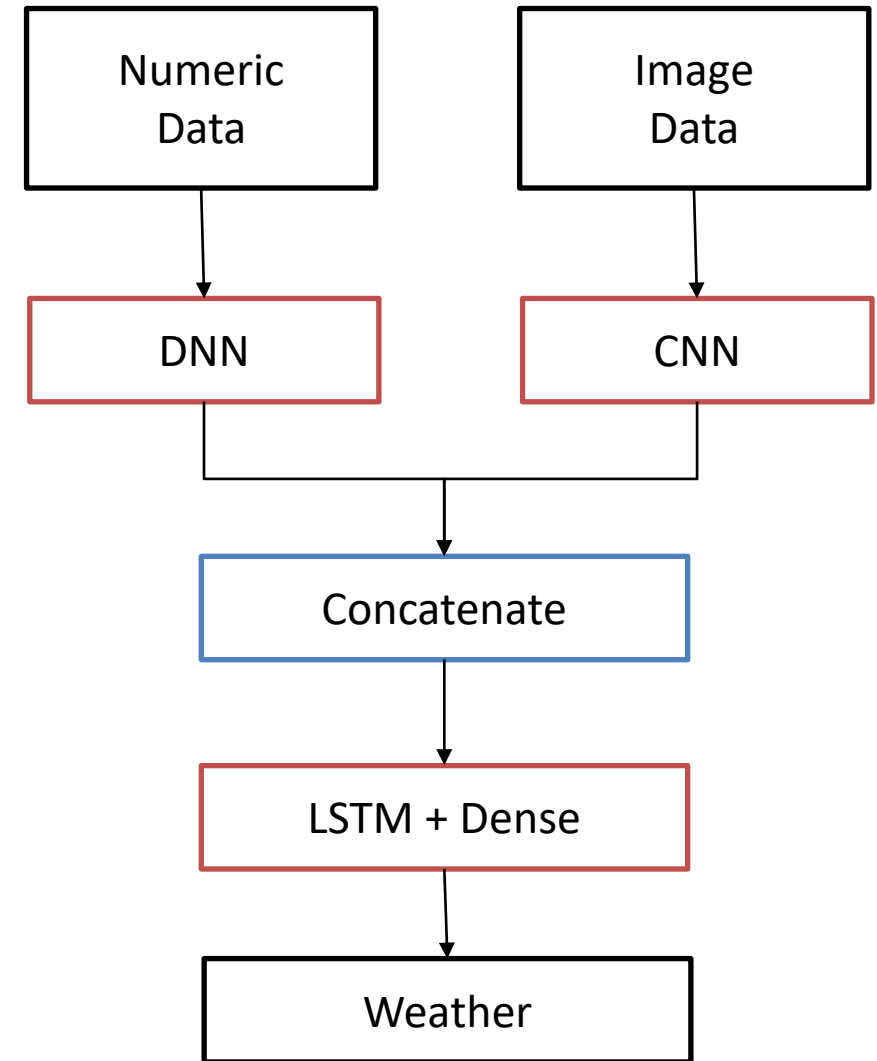 Numeric
Data
Image
Data
DNN
CNN
Concatenate
LSTM + Dense
Weather